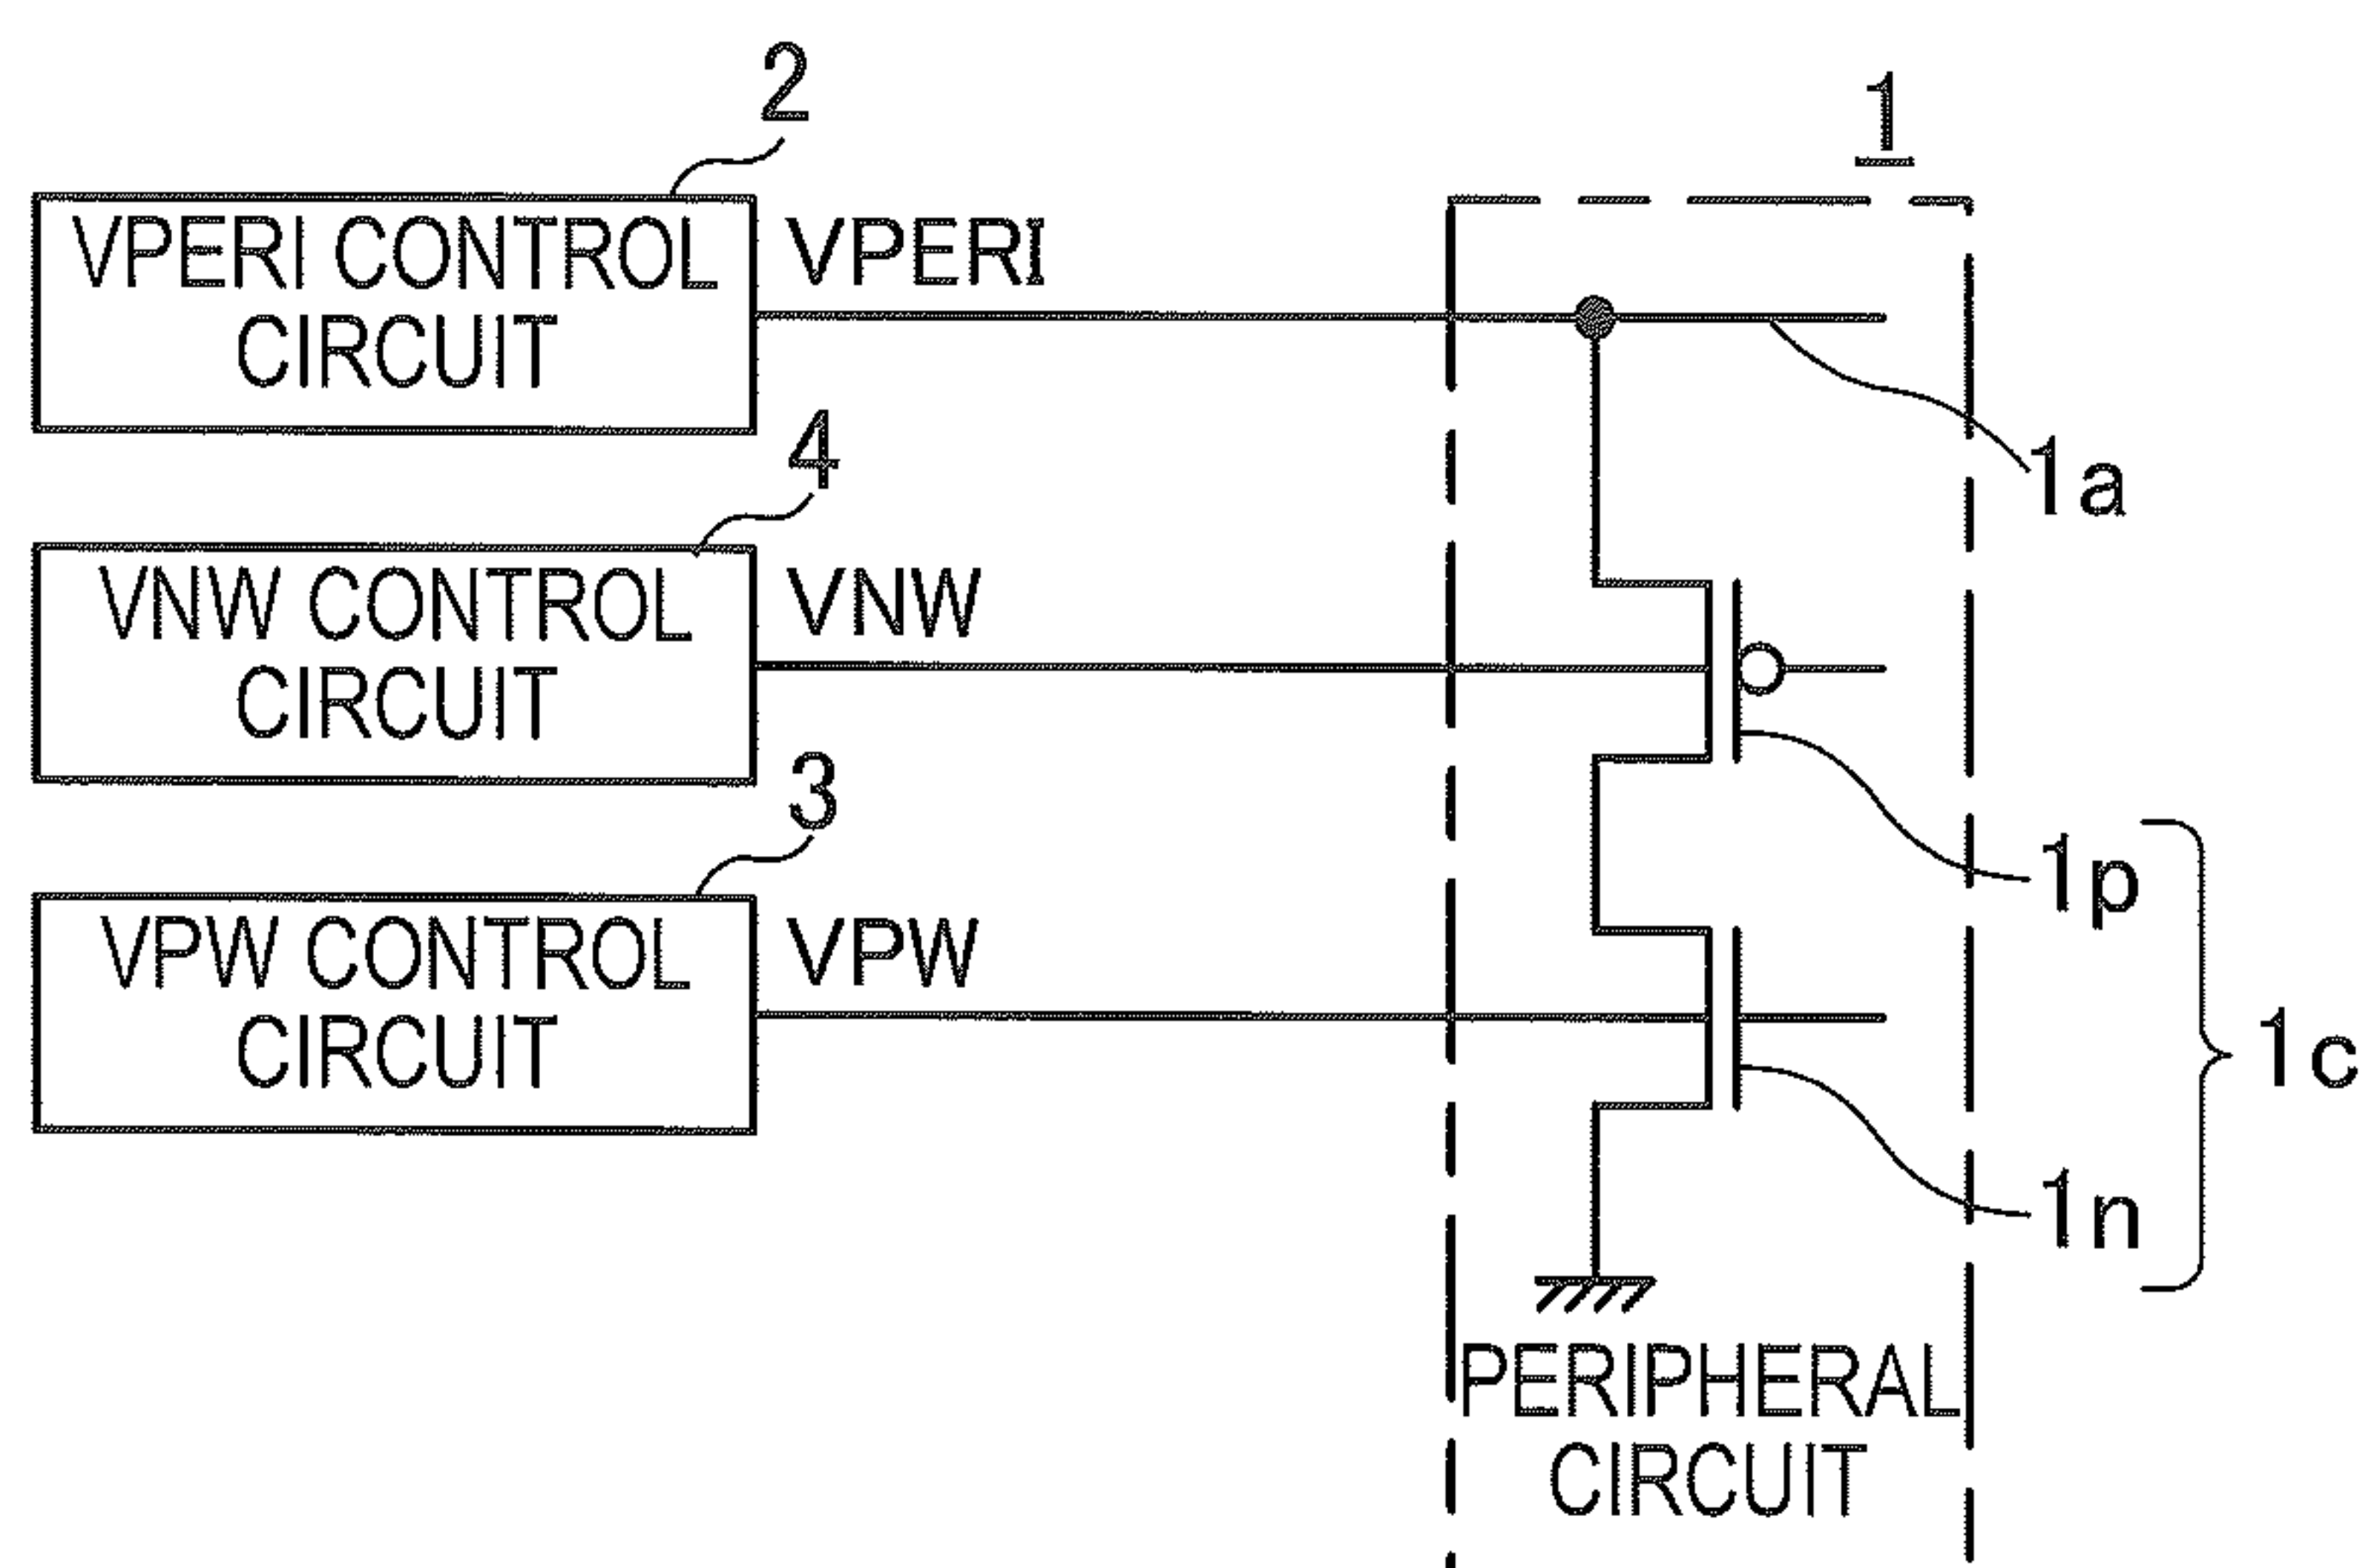 2
1
VPERI CONTROL
CIRCUIT
VPERI
1a
4
VNW CONTROL
CIRCUIT
VNW
3
1p
VPW CONTROL
CIRCUIT
VPW
1c
1n
PERIPHERAL
CIRCUIT